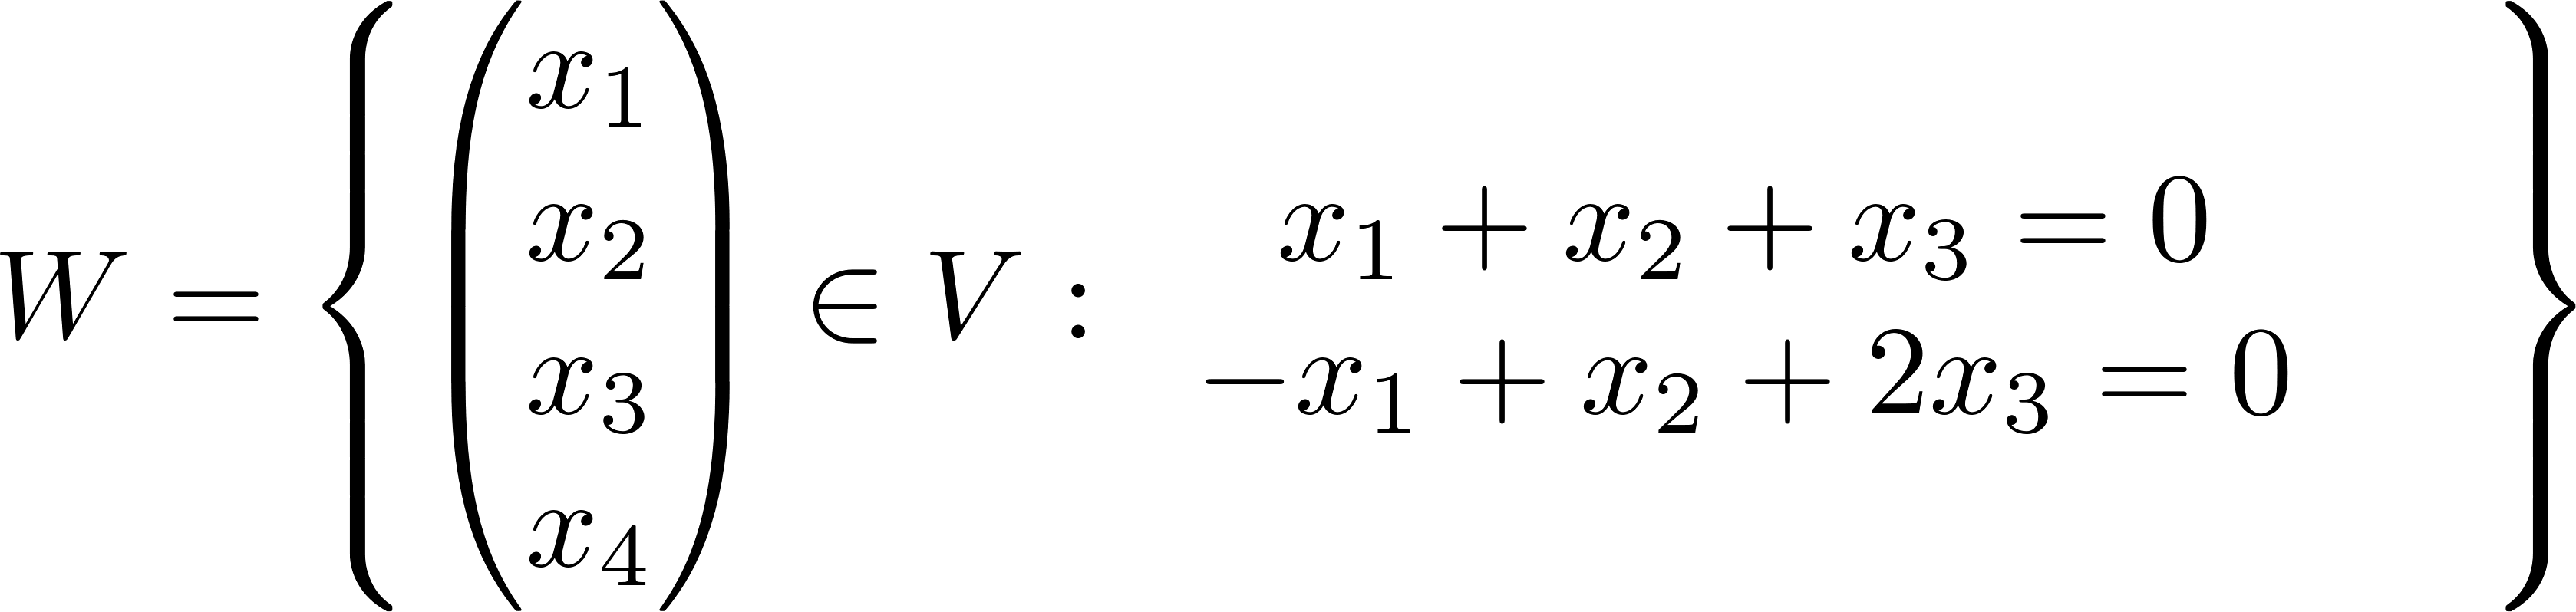 W = { ( x₁ x₂ x₃ x₄ ) ∈ V : x₁ + x₂ + x₃ = 0
−x₁ + x₂ + 2x₃ = 0 }